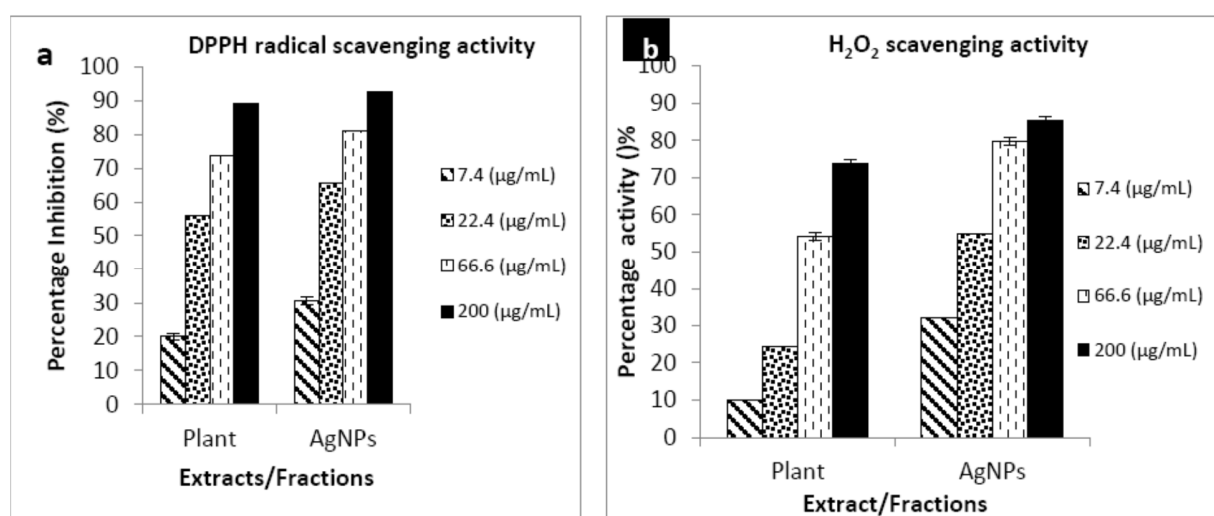 a
DPPH radical scavenging activity
Percentage Inhibition (%)
100
90
80
70
60
50
40
30
20
10
0
Plant
AgNPs
Extracts/Fractions
7.4 (µg/mL)
22.4 (µg/mL)
66.6 (µg/mL)
200 (µg/mL)
b
H₂O₂ scavenging activity
Percentage activity ()%
100
90
80
70
60
50
40
30
20
10
0
Plant
AgNPs
Extract/Fractions
7.4 (µg/mL)
22.4 (µg/mL)
66.6 (µg/mL)
200 (µg/mL)